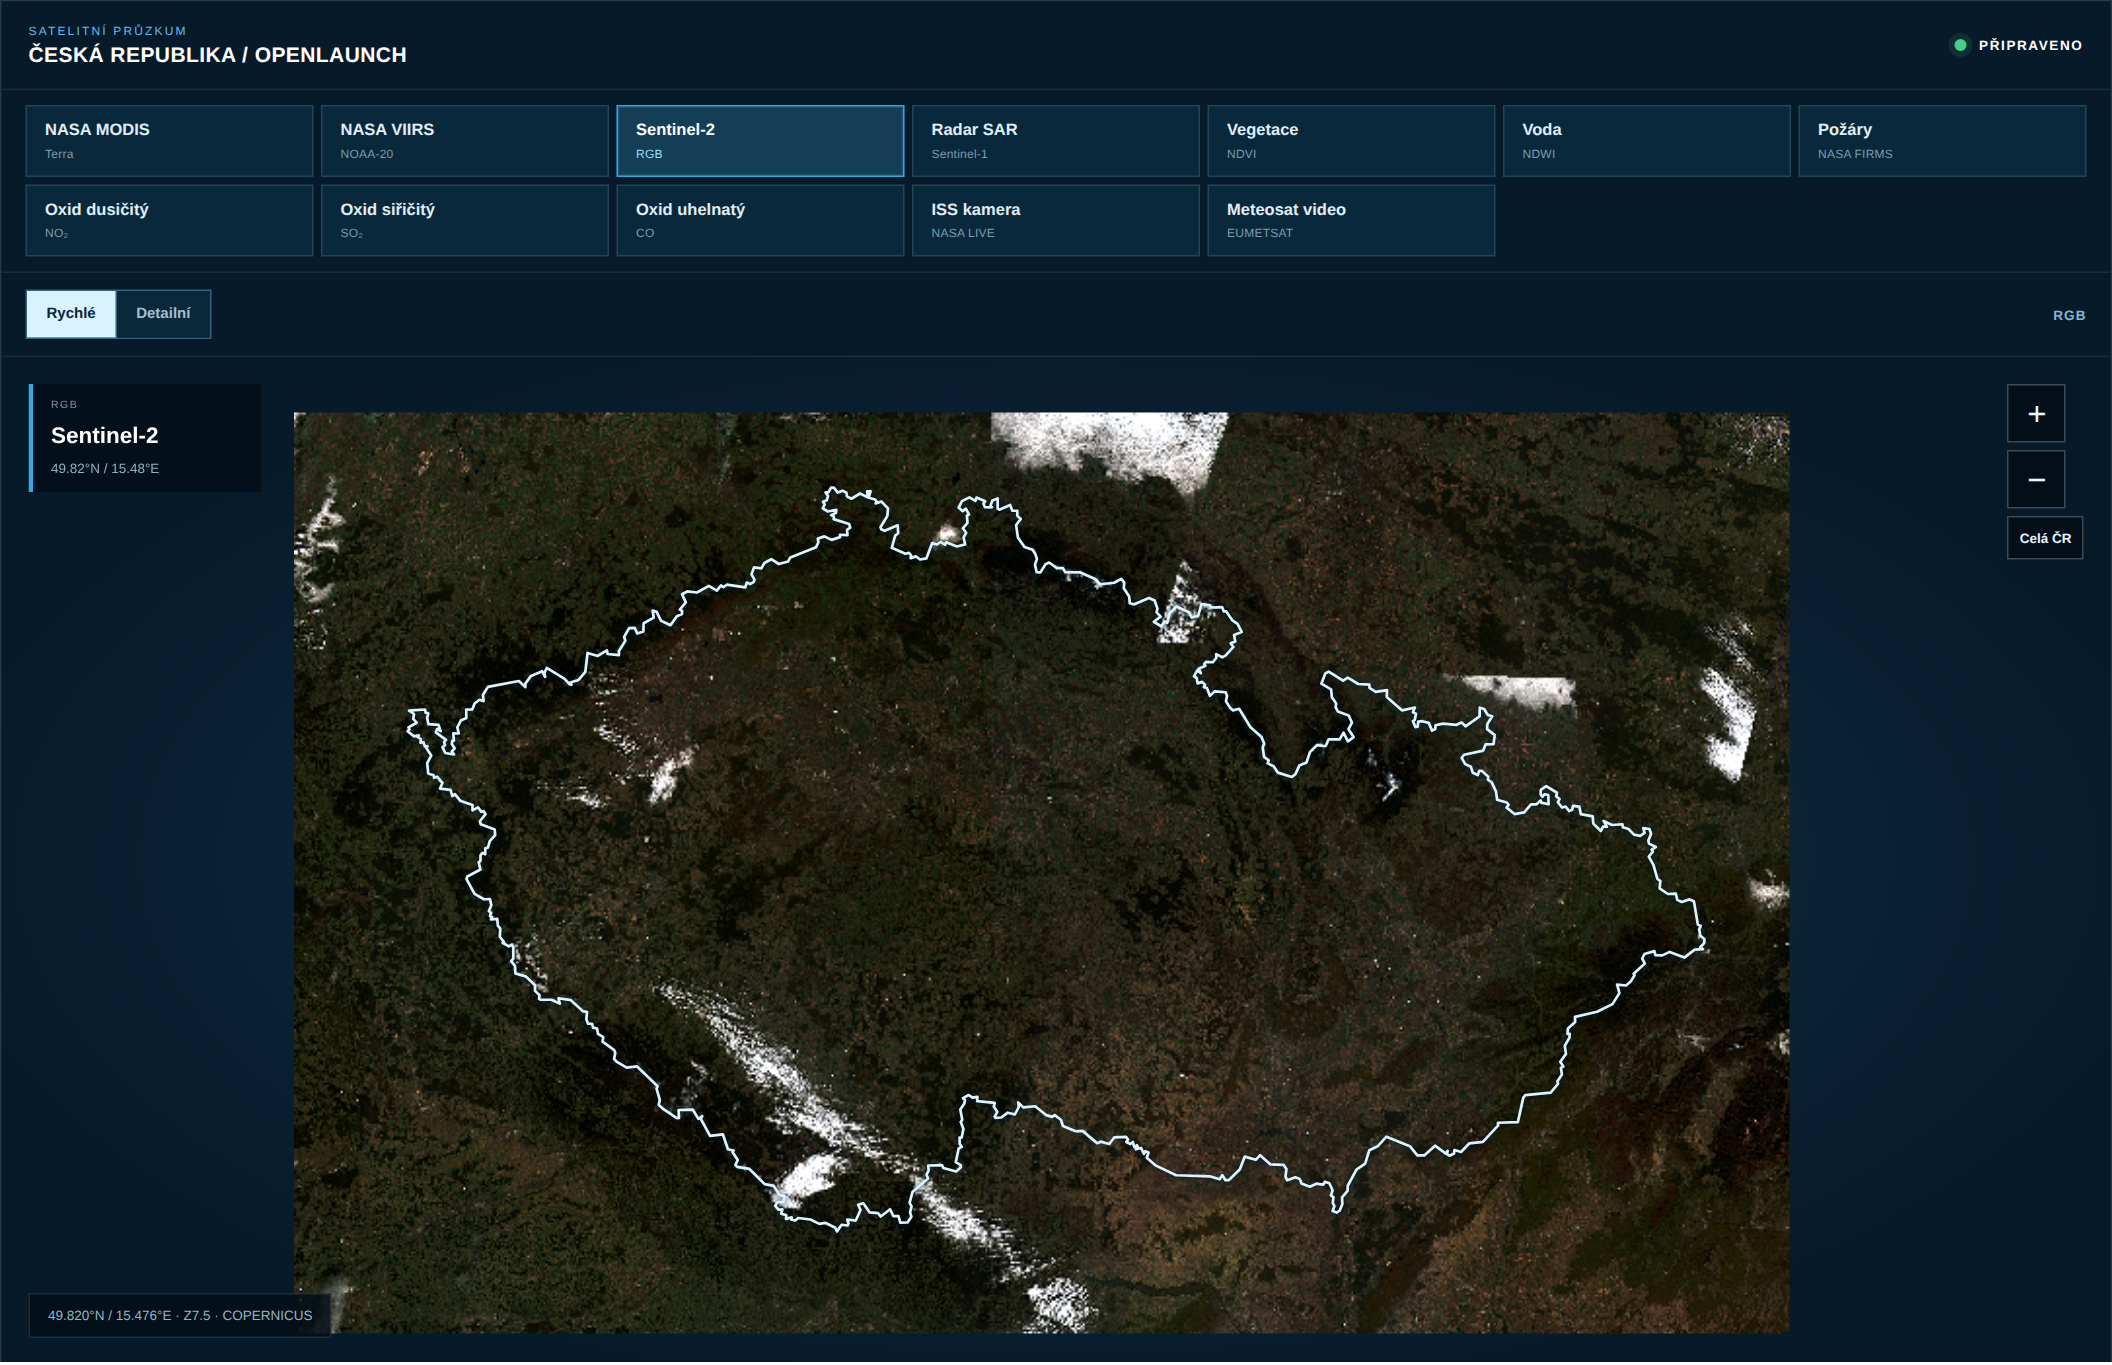 SATELITNÍ PRŮZKUM
ČESKÁ REPUBLIKA / OPENLAUNCH
PŘIPRAVENO
NASA MODIS
Terra
NASA VIIRS
NOAA-20
Sentinel-2
RGB
Radar SAR
Sentinel-1
Vegetace
NDVI
Voda
NDWI
Požáry
NASA FIRMS
Oxid dusičitý
NO₂
Oxid siřičitý
SO₂
Oxid uhelnatý
CO
ISS kamera
NASA LIVE
Meteosat video
EUMETSAT
Rychlé
Detailní
RGB
RGB
Sentinel-2
49.82°N / 15.48°E
+
−
Celá ČR
49.820°N / 15.476°E · Z7.5 · COPERNICUS